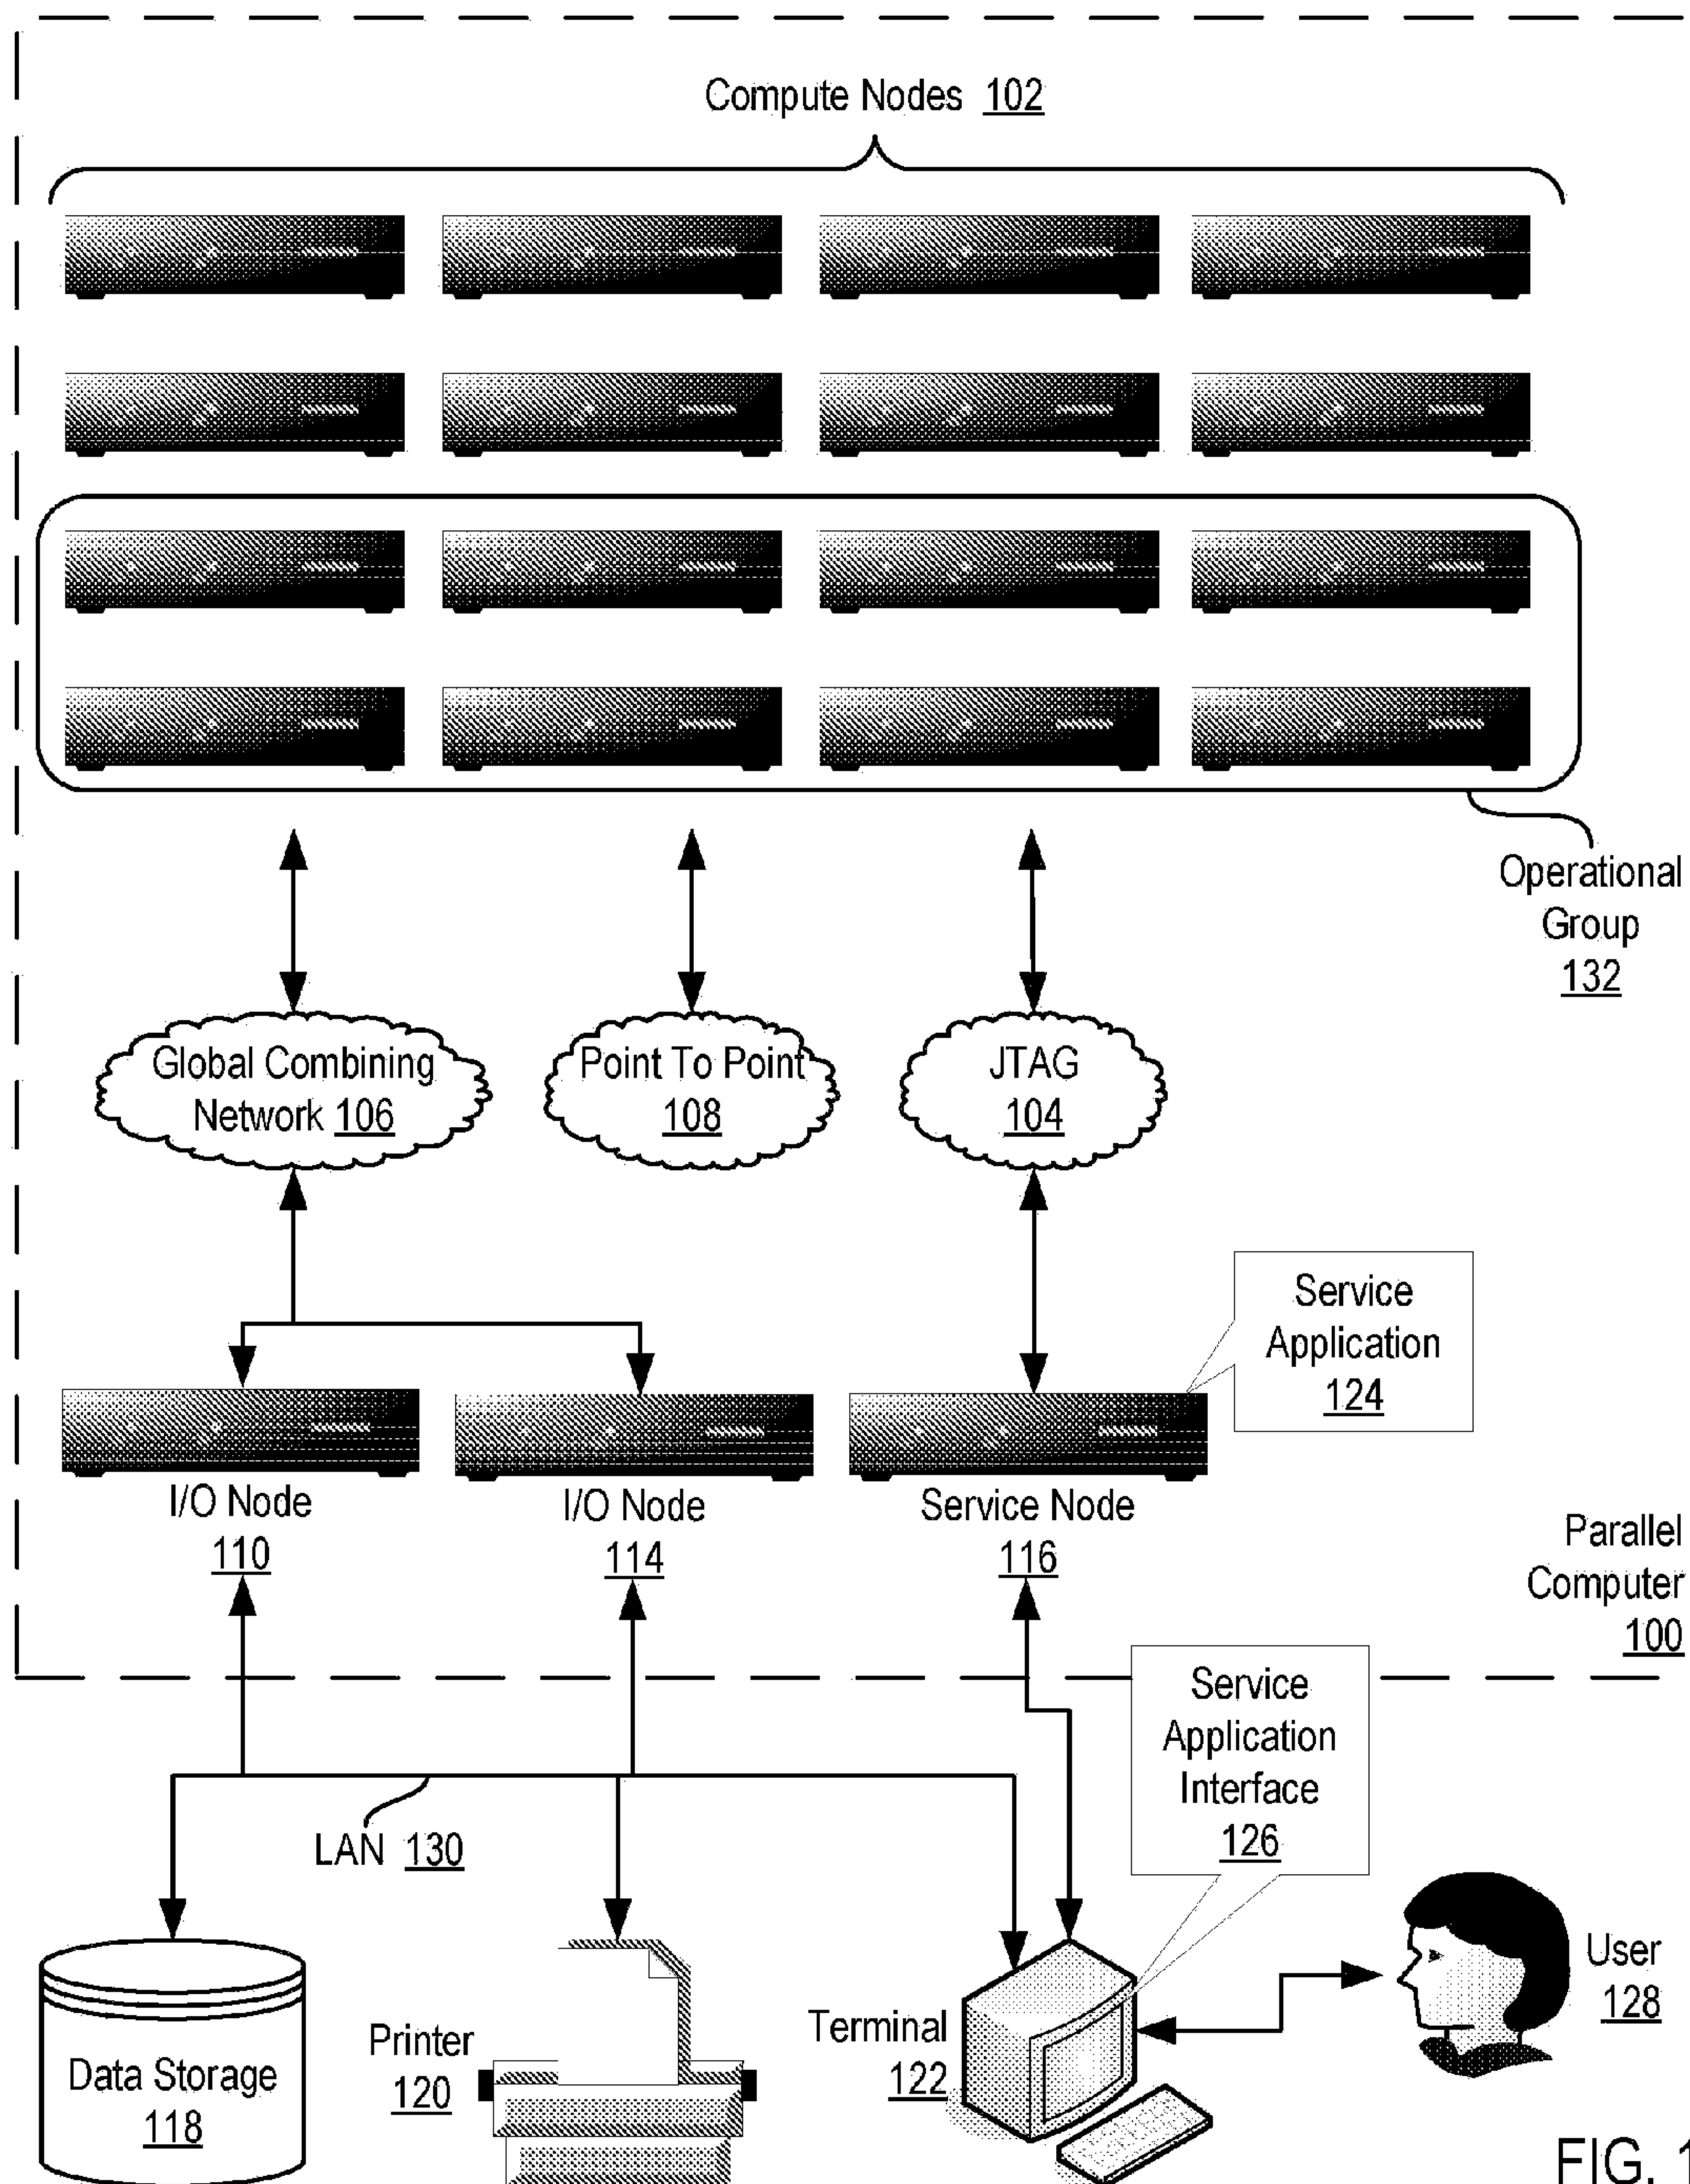 Compute Nodes 102
Operational
Group
132
Global Combining
Network 106
Point To Point
108
JTAG
104
Service
Application
124
I/O Node
110
I/O Node
114
Service Node
116
Parallel
Computer
100
Service
Application
Interface
126
LAN 130
Data Storage
118
Printer
120
Terminal
122
User
128
FIG. 1